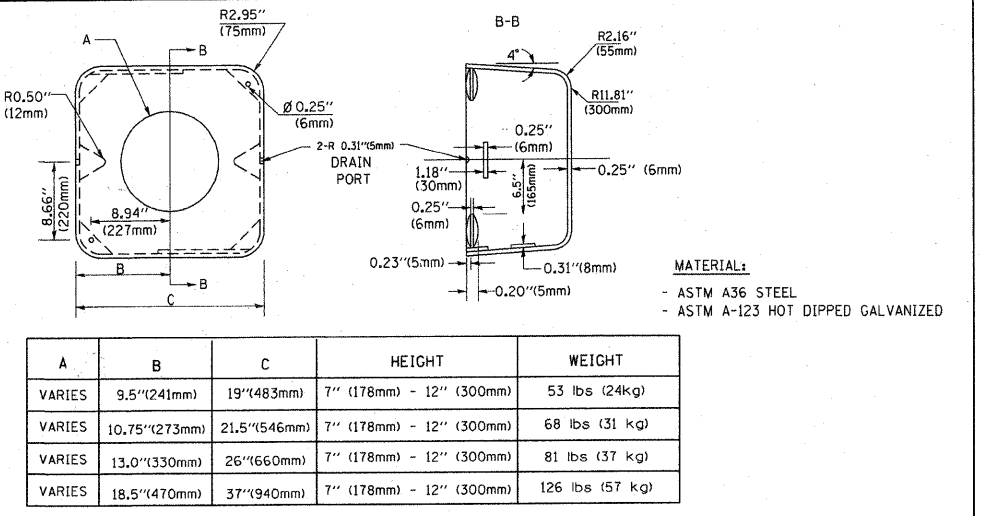 R2.95''
(75mm)
B-B
A
B
R2.16''
(55mm)
4°
R0.50''
(12mm)
Ø 0.25''
(6mm)
R11.81''
(300mm)
0.25''
(6mm)
2-R 0.31''(5mm)
DRAIN
PORT
1.18''
(30mm)
0.25'' (6mm)
6.5''
(165mm)
8.66''
(220mm)
8.94''
(227mm)
0.25''
(6mm)
B
0.23''(5mm)
0.31''(8mm)
B
C
0.20''(5mm)
MATERIAL:
- ASTM A36 STEEL
- ASTM A-123 HOT DIPPED GALVANIZED
A B C HEIGHT WEIGHT
VARIES 9.5''(241mm) 19''(483mm) 7'' (178mm) - 12'' (300mm) 53 lbs (24kg)
VARIES 10.75''(273mm) 21.5''(546mm) 7'' (178mm) - 12'' (300mm) 68 lbs (31 kg)
VARIES 13.0''(330mm) 26''(660mm) 7'' (178mm) - 12'' (300mm) 81 lbs (37 kg)
VARIES 18.5''(470mm) 37''(940mm) 7'' (178mm) - 12'' (300mm) 126 lbs (57 kg)